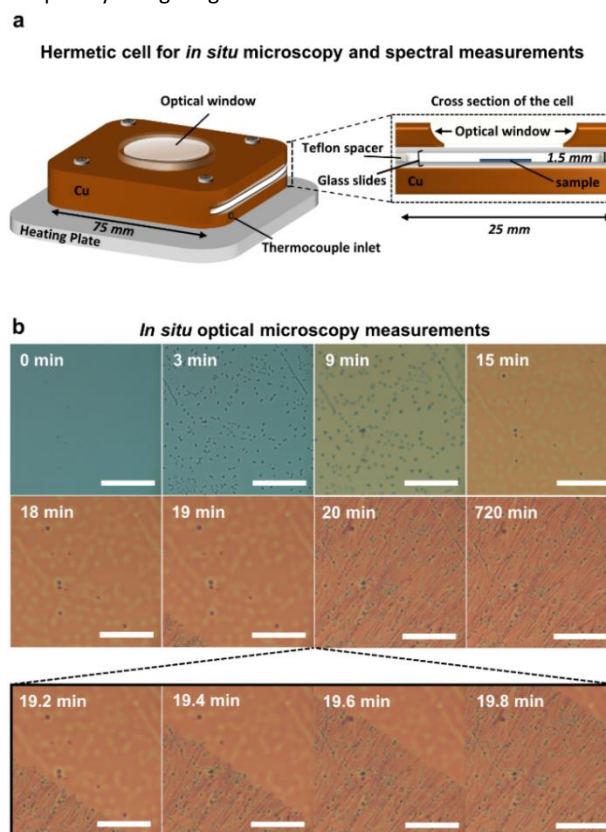 a
Hermetic cell for in situ microscopy and spectral measurements
Optical window
Cu
75 mm
Heating Plate
Thermocouple inlet
Cross section of the cell
Optical window
Teflon spacer
1.5 mm
Glass slides
Cu
sample
25 mm
b
In situ optical microscopy measurements
0 min
3 min
9 min
15 min
18 min
19 min
20 min
720 min
19.2 min
19.4 min
19.6 min
19.8 min